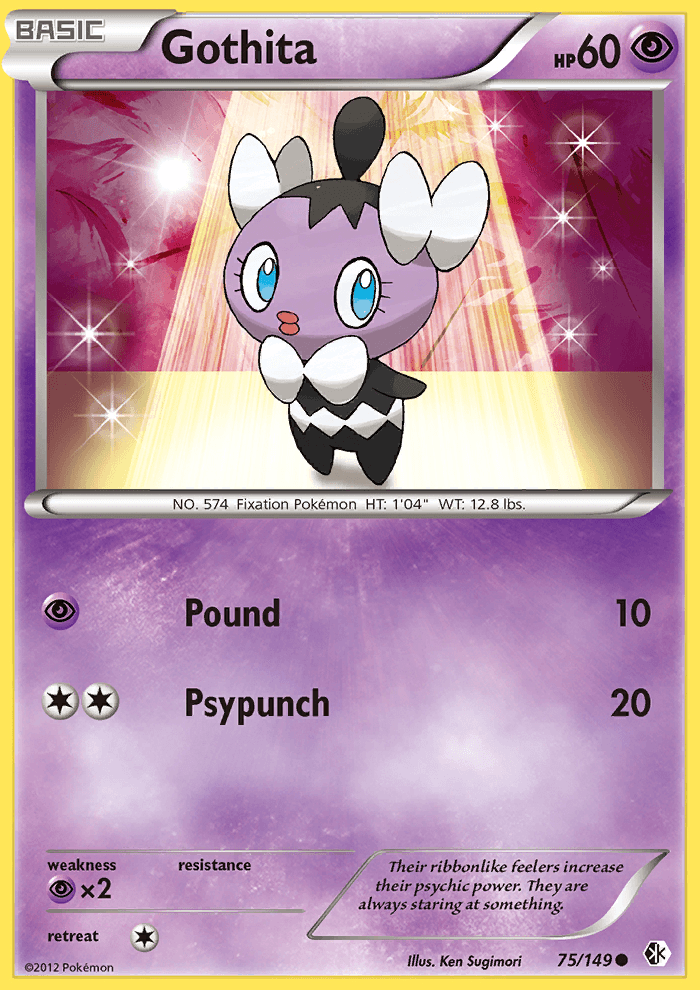 BASIC
Gothita
HP60
NO. 574 Fixation Pokémon HT: 1'04" WT: 12.8 lbs.
Pound 10
Psypunch 20
weakness resistance
×2
retreat
Their ribbonlike feelers increase
their psychic power. They are
always staring at something.
©2012 Pokémon
Illus. Ken Sugimori 75/149